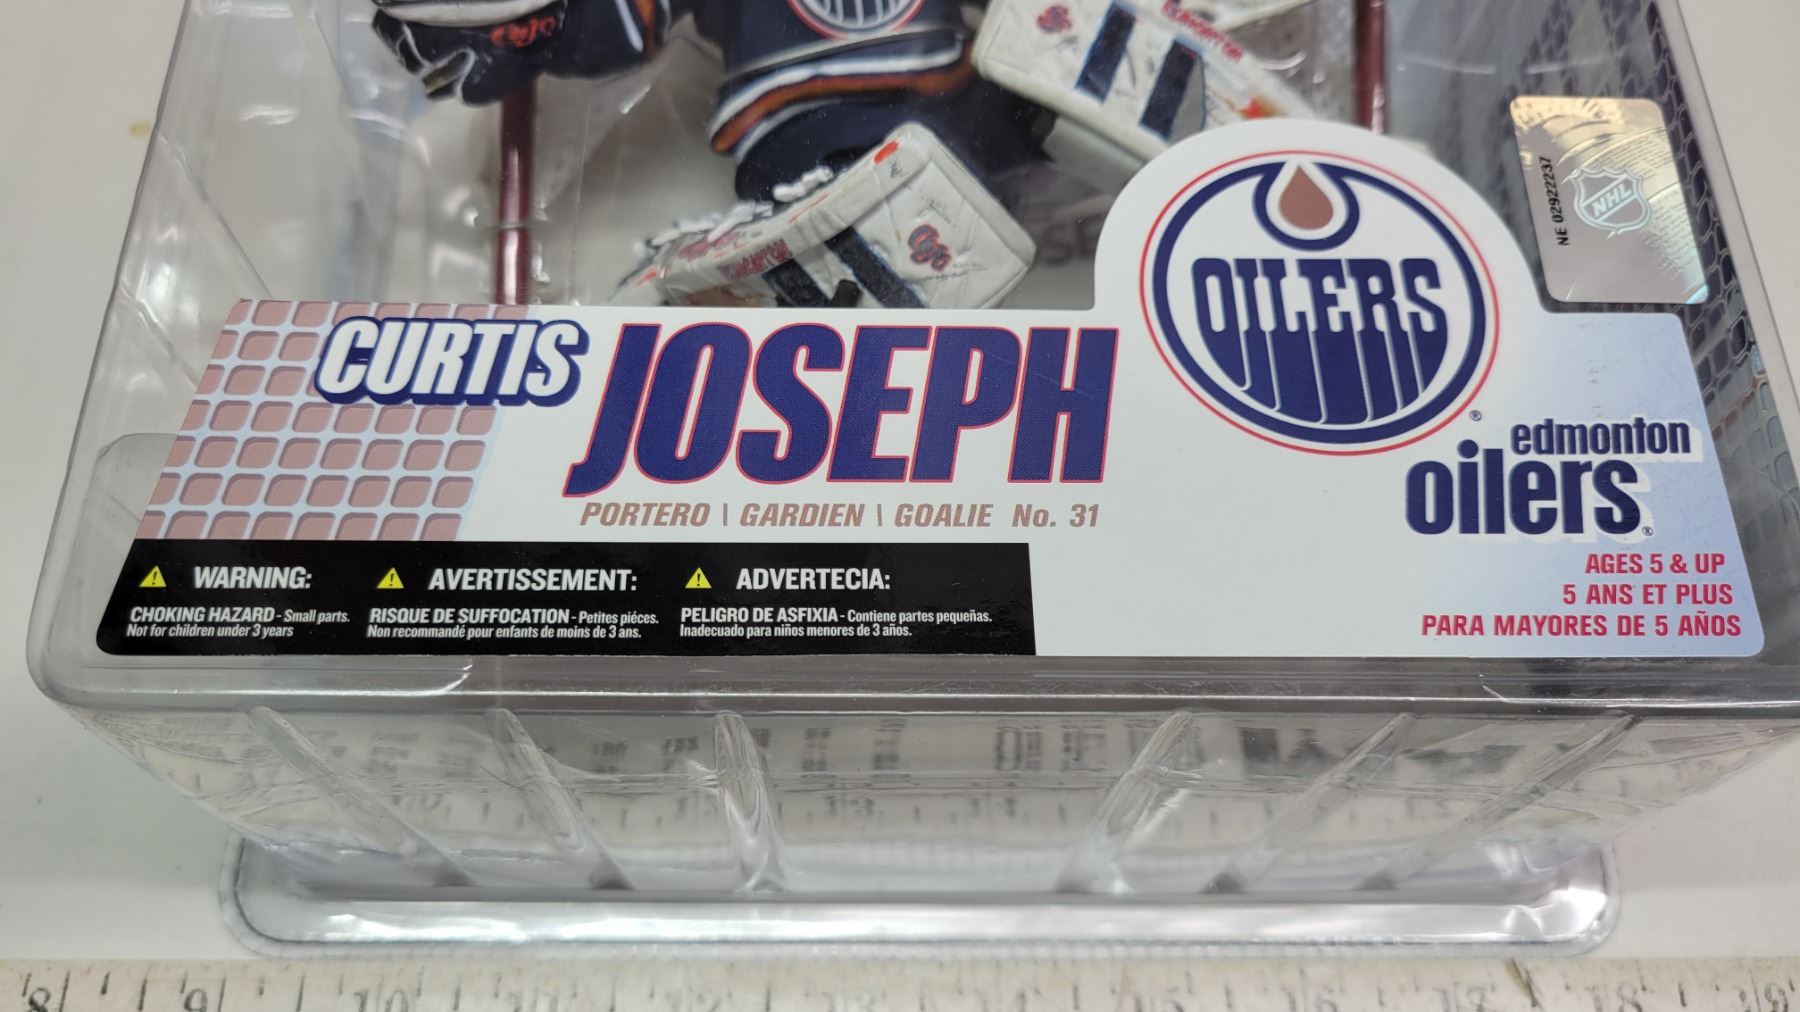 NE 02922237
NHL
OILERS
®
CURTIS
JOSEPH
PORTERO | GARDIEN | GOALIE No. 31
edmonton
oilers®
AGES 5 & UP
5 ANS ET PLUS
PARA MAYORES DE 5 AÑOS
WARNING:
CHOKING HAZARD - Small parts.
Not for children under 3 years
AVERTISSEMENT:
RISQUE DE SUFFOCATION - Petites piéces.
Non recommandé pour enfants de moins de 3 ans.
ADVERTECIA:
PELIGRO DE ASFIXIA - Contiene partes pequeñas.
Inadecuado para niños menores de 3 años.
8 9 10 11 12 13 14 15 16 17 18 19